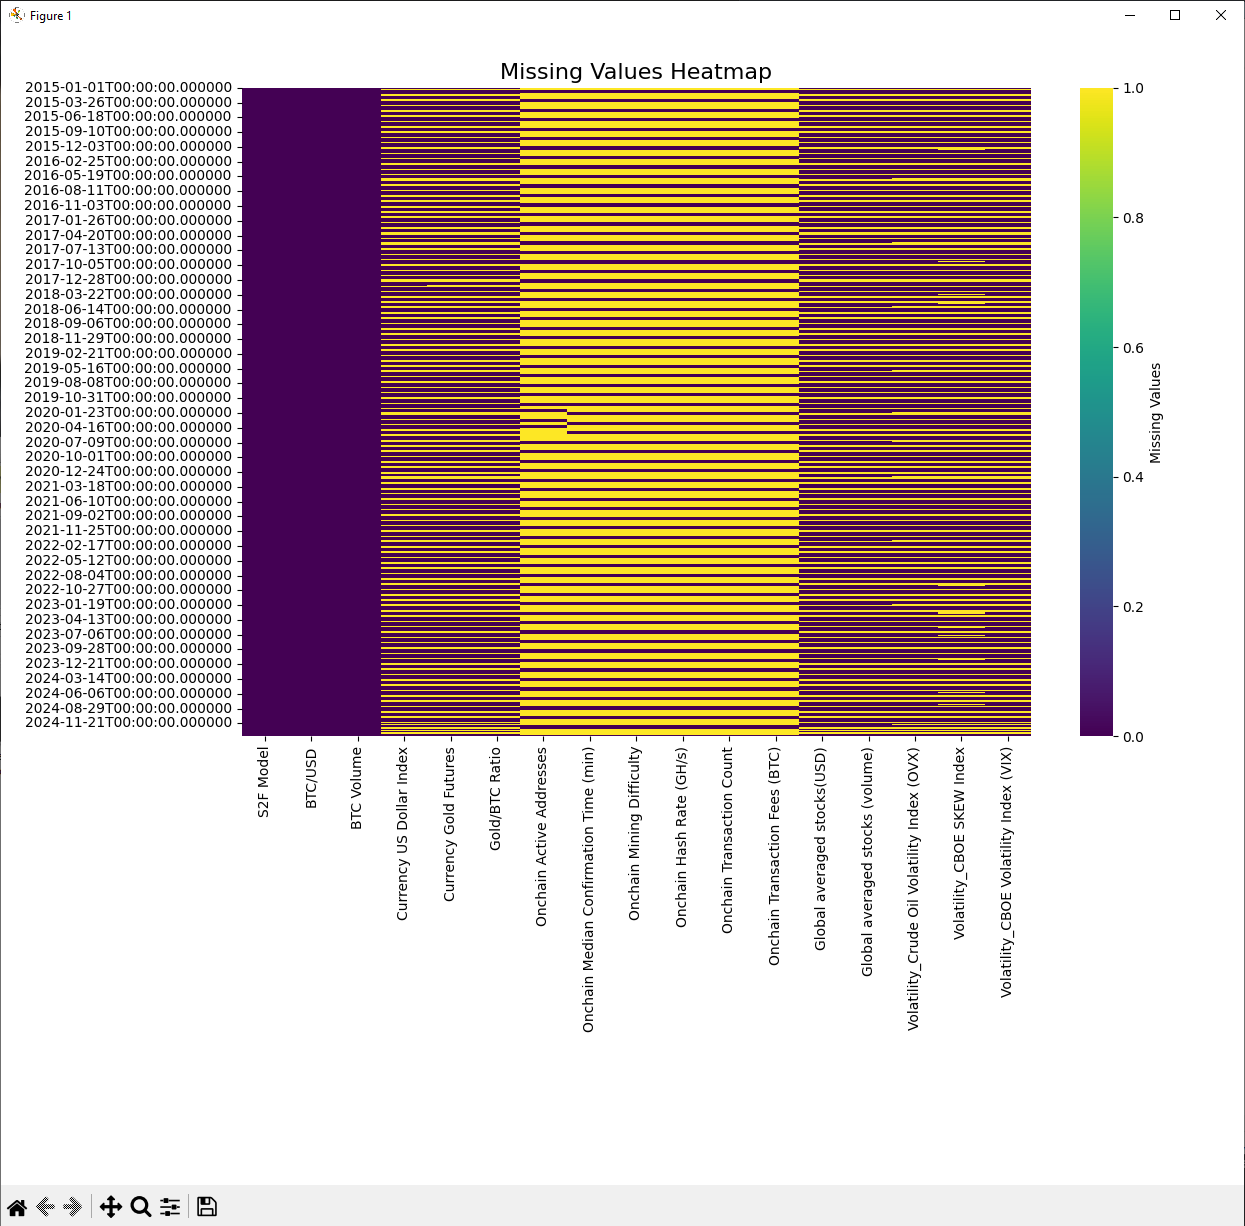 Figure 1
Missing Values Heatmap
2015-01-01T00:00:00.000000
2015-03-26T00:00:00.000000
2015-06-18T00:00:00.000000
2015-09-10T00:00:00.000000
2015-12-03T00:00:00.000000
2016-02-25T00:00:00.000000
2016-05-19T00:00:00.000000
2016-08-11T00:00:00.000000
2016-11-03T00:00:00.000000
2017-01-26T00:00:00.000000
2017-04-20T00:00:00.000000
2017-07-13T00:00:00.000000
2017-10-05T00:00:00.000000
2017-12-28T00:00:00.000000
2018-03-22T00:00:00.000000
2018-06-14T00:00:00.000000
2018-09-06T00:00:00.000000
2018-11-29T00:00:00.000000
2019-02-21T00:00:00.000000
2019-05-16T00:00:00.000000
2019-08-08T00:00:00.000000
2019-10-31T00:00:00.000000
2020-01-23T00:00:00.000000
2020-04-16T00:00:00.000000
2020-07-09T00:00:00.000000
2020-10-01T00:00:00.000000
2020-12-24T00:00:00.000000
2021-03-18T00:00:00.000000
2021-06-10T00:00:00.000000
2021-09-02T00:00:00.000000
2021-11-25T00:00:00.000000
2022-02-17T00:00:00.000000
2022-05-12T00:00:00.000000
2022-08-04T00:00:00.000000
2022-10-27T00:00:00.000000
2023-01-19T00:00:00.000000
2023-04-13T00:00:00.000000
2023-07-06T00:00:00.000000
2023-09-28T00:00:00.000000
2023-12-21T00:00:00.000000
2024-03-14T00:00:00.000000
2024-06-06T00:00:00.000000
2024-08-29T00:00:00.000000
2024-11-21T00:00:00.000000
S2F Model
BTC/USD
BTC Volume
Currency US Dollar Index
Currency Gold Futures
Gold/BTC Ratio
Onchain Active Addresses
Onchain Median Confirmation Time (min)
Onchain Mining Difficulty
Onchain Hash Rate (GH/s)
Onchain Transaction Count
Onchain Transaction Fees (BTC)
Global averaged stocks(USD)
Global averaged stocks (volume)
Volatility_Crude Oil Volatility Index (OVX)
Volatility_CBOE SKEW Index
Volatility_CBOE Volatility Index (VIX)
1.0
0.8
0.6
0.4
0.2
0.0
Missing Values